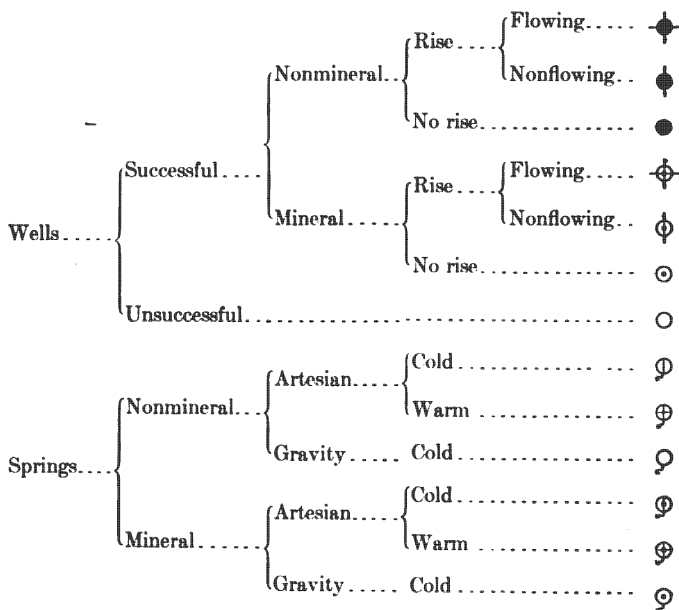 Flowing
Rise
Nonmineral
Nonflowing
No rise
Successful
Flowing
Rise
Mineral
Nonflowing
Wells
No rise
Unsuccessful
Cold
Artesian
Nonmineral
Warm
Gravity
Cold
Springs
Cold
Artesian
Mineral
Warm
Gravity
Cold